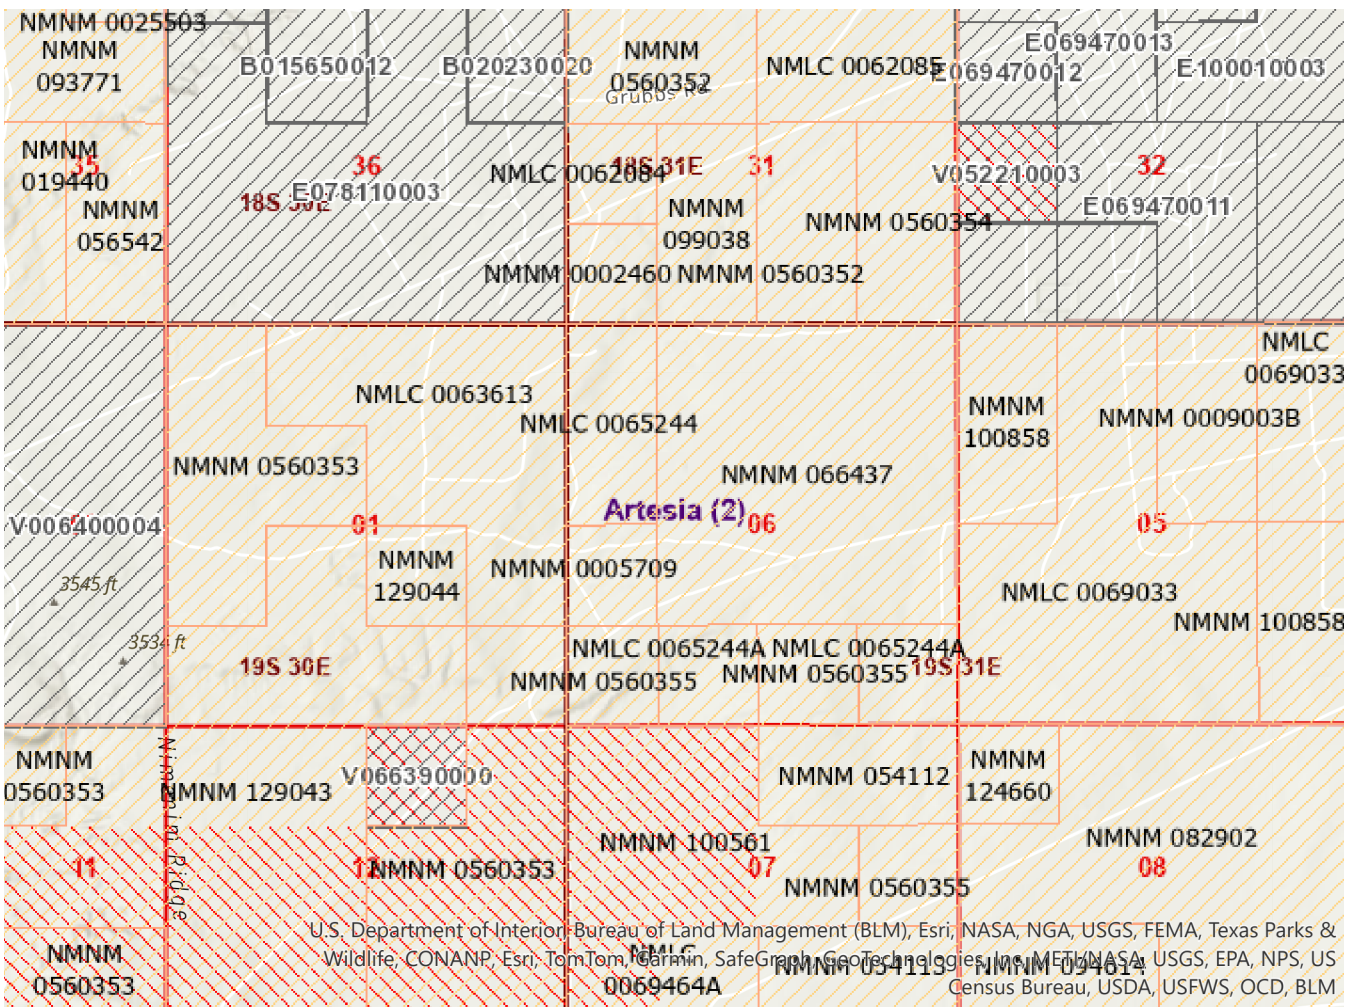 NMNM 0025503
NMNM
093771
B015650012
B020230020
NMNM
0560352
NMLC 0062085
E069470012
E069470013
E100010003
Grubbs Rd
NMNM
019440
35
NMNM
056542
36
18S 30E
E078110003
NMLC 0062084
18S 31E
31
NMNM
099038
NMNM 0560354
V052210003
32
E069470011
NMNM 0002460
NMNM 0560352
NMLC
0069033
NMLC 0063613
NMLC 0065244
NMNM
100858
NMNM 0009003B
NMNM 0560353
NMNM 066437
Artesia (2)
V006400004
01
06
05
NMNM
129044
NMNM 0005709
3545 ft
NMLC 0069033
NMNM 100858
3534 ft
19S 30E
NMLC 0065244A
NMLC 0065244A
NMNM 0560355
NMNM 0560355
19S 31E
NMNM
0560353
Nimenim Ridge
NMNM 129043
V066390000
NMNM 054112
NMNM
124660
NMNM 100561
NMNM 082902
11
12
NMNM 0560353
07
08
NMNM 0560355
NMNM
0560353
NMLC
0069464A
NMNM 054113
NMNM 094614
U.S. Department of Interior Bureau of Land Management (BLM), Esri, NASA, NGA, USGS, FEMA, Texas Parks &
Wildlife, CONANP, Esri, TomTom, Garmin, SafeGraph, GeoTechnologies, Inc, METI/NASA, USGS, EPA, NPS, US
Census Bureau, USDA, USFWS, OCD, BLM